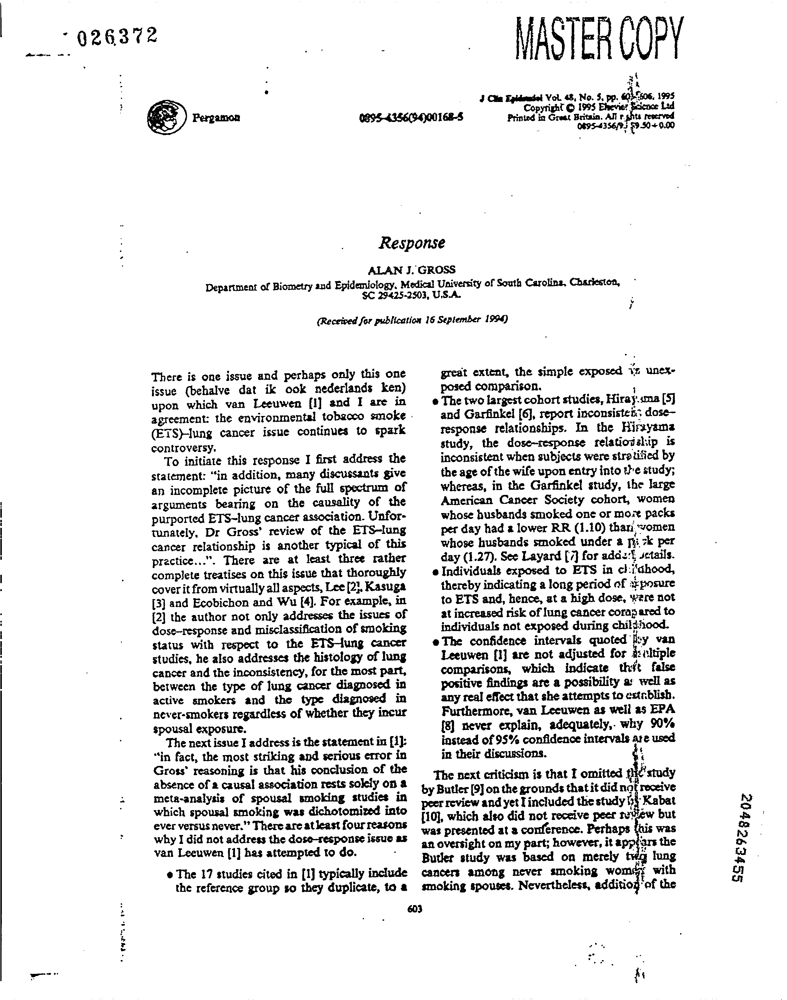 026372
MASTER COPY
J Clin Epidemiol Vol. 48, No. 5, pp. 603-606, 1995
Copyright © 1995 Elsevier Science Ltd
Printed in Great Britain. All rights reserved
0895-4356/95 $9.50 + 0.00
Pergamon
0895-4356(94)00168-5
Response
ALAN J. GROSS
Department of Biometry and Epidemiology, Medical University of South Carolina, Charleston,
SC 29425-2503, U.S.A.
(Received for publication 16 September 1994)
There is one issue and perhaps only this one
issue (behalve dat ik ook nederlands ken)
upon which van Leeuwen [1] and I are in
agreement: the environmental tobacco smoke
(ETS)–lung cancer issue continues to spark
controversy.
To initiate this response I first address the
statement: "in addition, many discussants give
an incomplete picture of the full spectrum of
arguments bearing on the causality of the
purported ETS–lung cancer association. Unfor-
tunately, Dr Gross' review of the ETS–lung
cancer relationship is another typical of this
practice...". There are at least three rather
complete treatises on this issue that thoroughly
cover it from virtually all aspects, Lee [2], Kasuga
[3] and Ecobichon and Wu [4]. For example, in
[2] the author not only addresses the issues of
dose–response and misclassification of smoking
status with respect to the ETS–lung cancer
studies, he also addresses the histology of lung
cancer and the inconsistency, for the most part,
between the type of lung cancer diagnosed in
active smokers and the type diagnosed in
never-smokers regardless of whether they incur
spousal exposure.
The next issue I address is the statement in [1]:
"in fact, the most striking and serious error in
Gross' reasoning is that his conclusion of the
absence of a causal association rests solely on a
meta-analysis of spousal smoking studies in
which spousal smoking was dichotomized into
ever versus never." There are at least four reasons
why I did not address the dose–response issue as
van Leeuwen [1] has attempted to do.
• The 17 studies cited in [1] typically include
the reference group so they duplicate, to a
great extent, the simple exposed vs unex-
posed comparison.
• The two largest cohort studies, Hirayama [5]
and Garfinkel [6], report inconsistent dose–
response relationships. In the Hirayama
study, the dose–response relationship is
inconsistent when subjects were stratified by
the age of the wife upon entry into the study;
whereas, in the Garfinkel study, the large
American Cancer Society cohort, women
whose husbands smoked one or more packs
per day had a lower RR (1.10) than women
whose husbands smoked under a pack per
day (1.27). See Layard [7] for added details.
• Individuals exposed to ETS in childhood,
thereby indicating a long period of exposure
to ETS and, hence, at a high dose, were not
at increased risk of lung cancer compared to
individuals not exposed during childhood.
• The confidence intervals quoted by van
Leeuwen [1] are not adjusted for multiple
comparisons, which indicate that false
positive findings are a possibility as well as
any real effect that she attempts to establish.
Furthermore, van Leeuwen as well as EPA
[8] never explain, adequately, why 90%
instead of 95% confidence intervals are used
in their discussions.
The next criticism is that I omitted the study
by Butler [9] on the grounds that it did not receive
peer review and yet I included the study by Kabat
[10], which also did not receive peer review but
was presented at a conference. Perhaps this was
an oversight on my part; however, it appears the
Butler study was based on merely two lung
cancers among never smoking women with
smoking spouses. Nevertheless, addition of the
603
2048263455